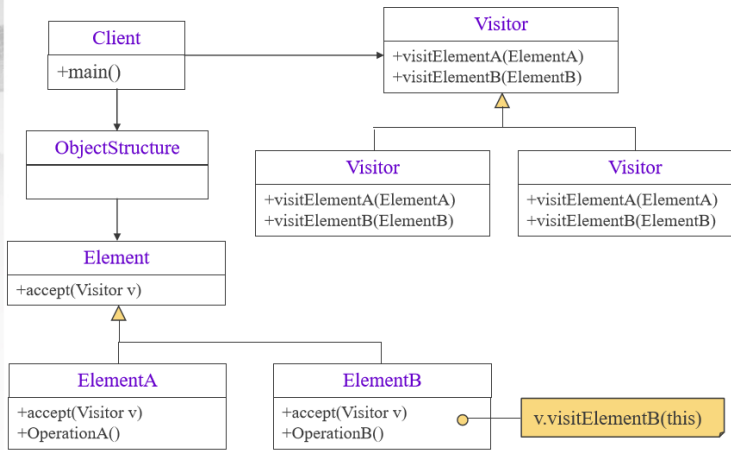 Client
+main()
Visitor
+visitElementA(ElementA)
+visitElementB(ElementB)
ObjectStructure
Visitor
+visitElementA(ElementA)
+visitElementB(ElementB)
Visitor
+visitElementA(ElementA)
+visitElementB(ElementB)
Element
+accept(Visitor v)
ElementA
+accept(Visitor v)
+OperationA()
ElementB
+accept(Visitor v)
+OperationB()
v.visitElementB(this)